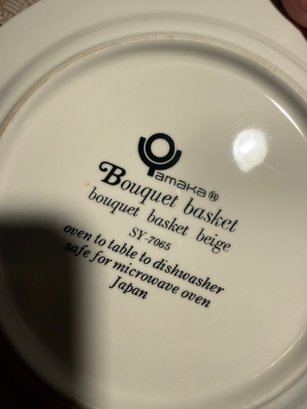 Yamaka®
Bouquet basket
bouquet basket beige
SY-7065
oven to table to dishwasher
safe for microwave oven
Japan